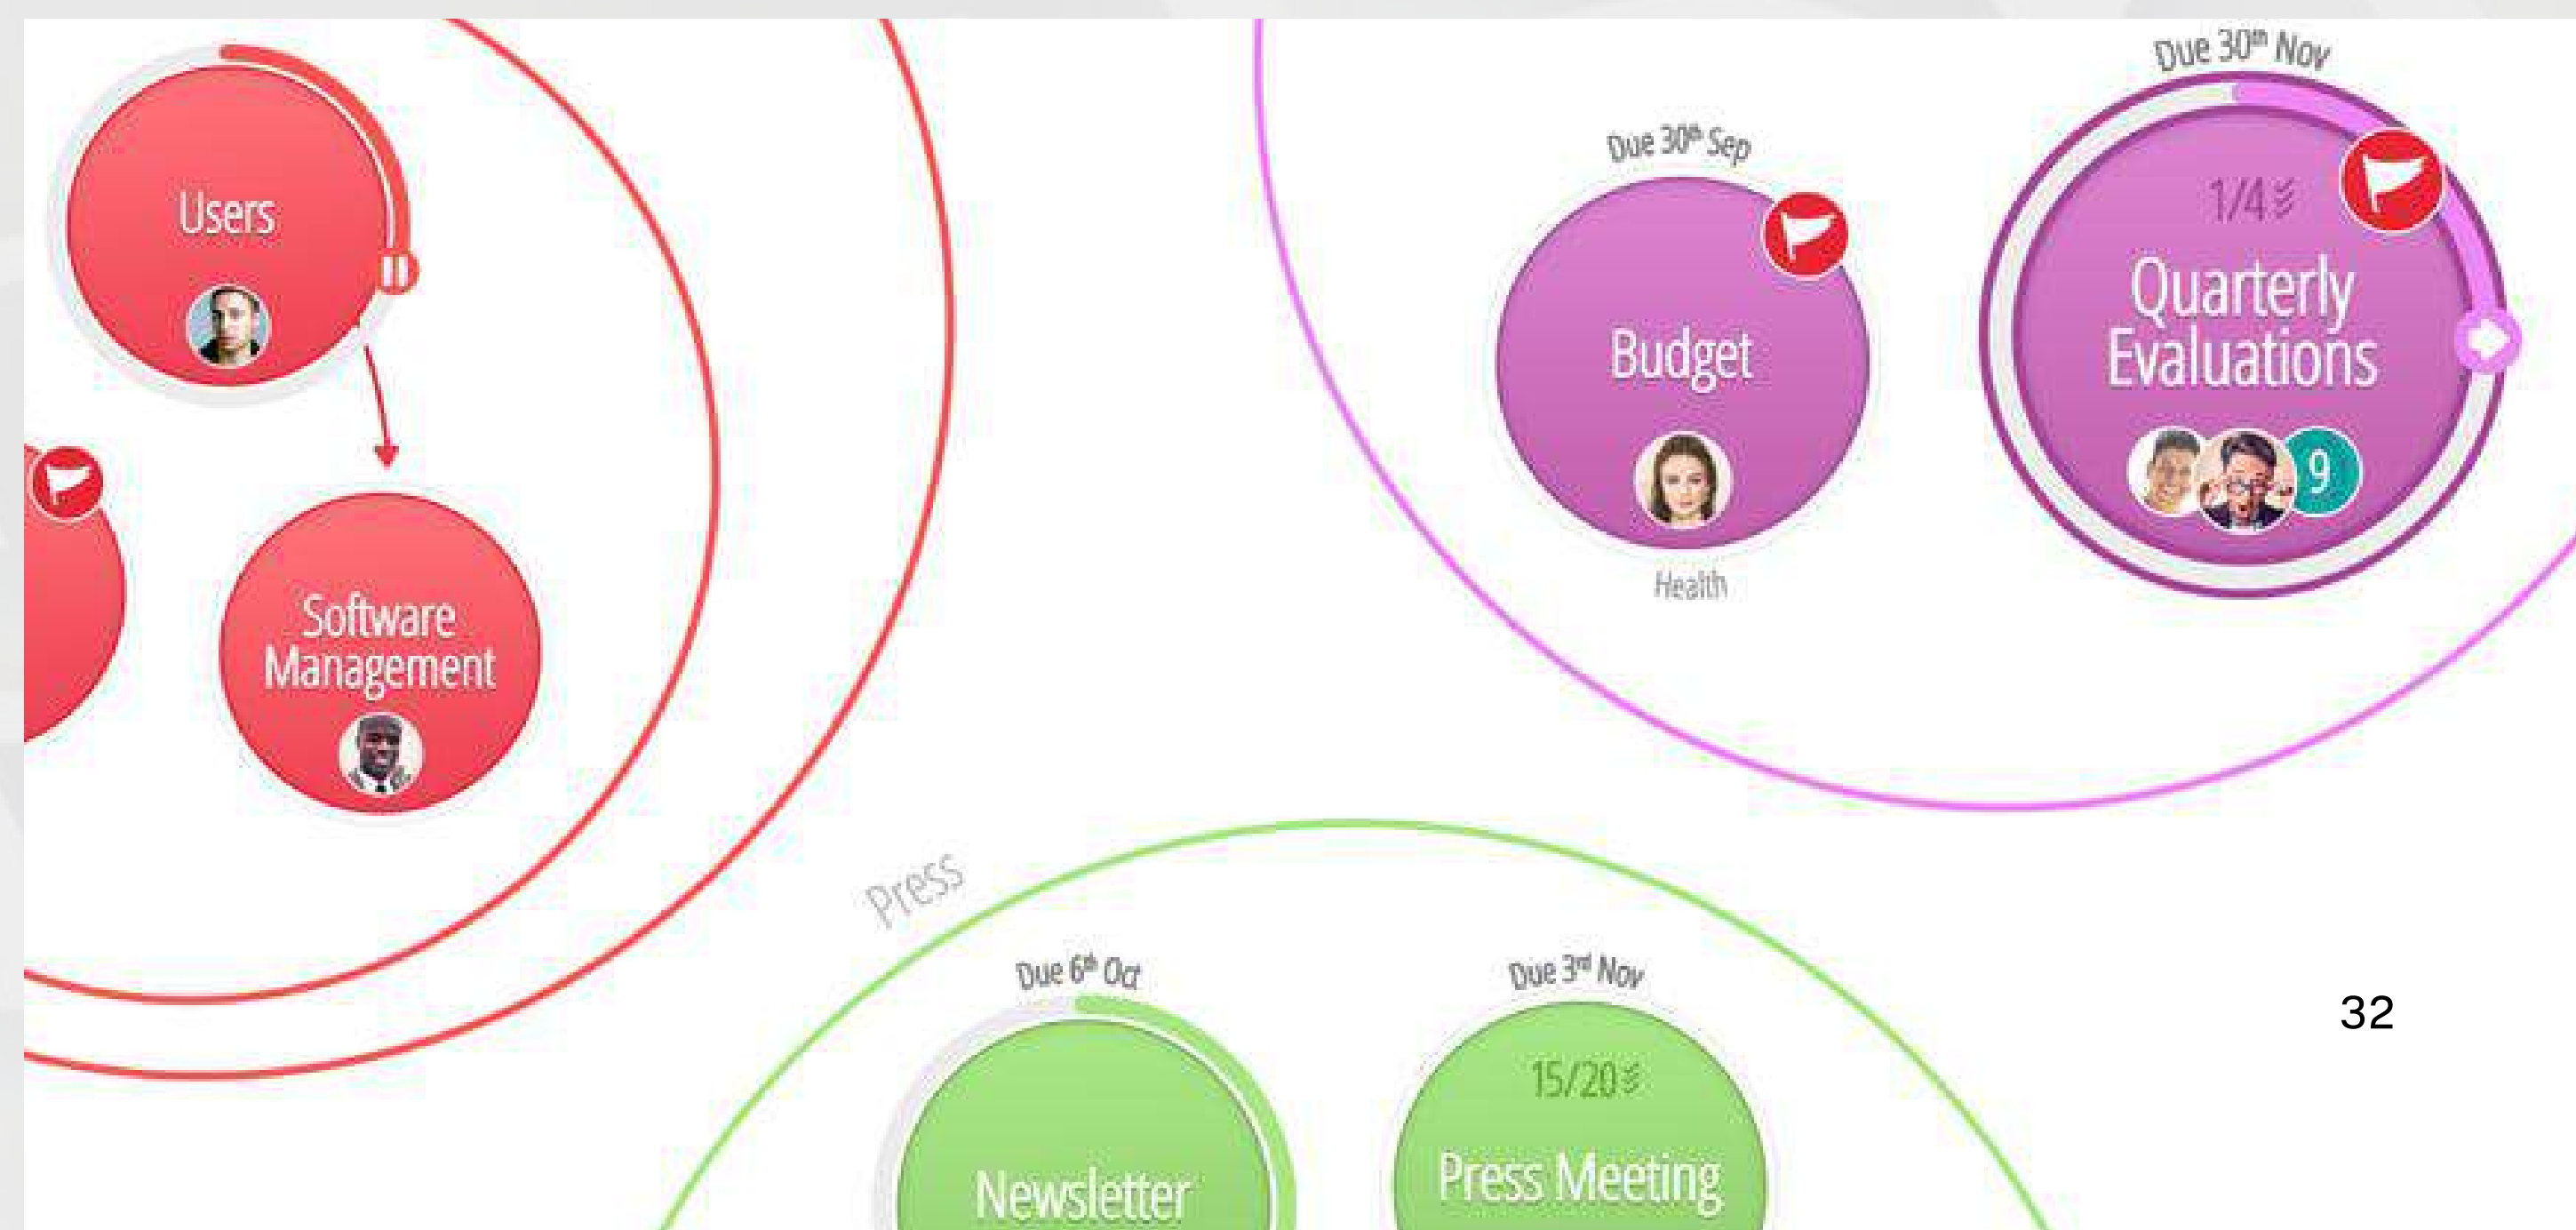 Users
Software
Management
Due 30th Sep
Budget
Health
Due 30th Nov
1/4
Quarterly
Evaluations
9
Press
Due 6th Oct
Newsletter
Due 3rd Nov
15/20
Press Meeting
32